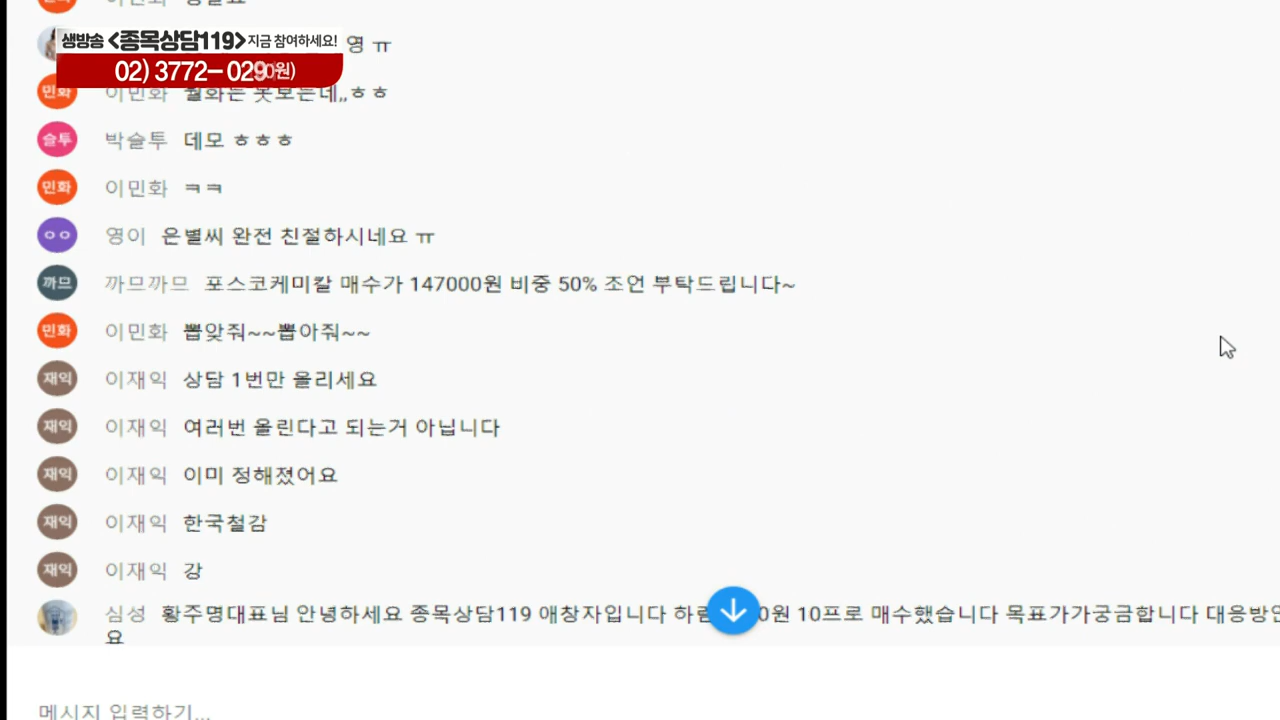 이민화
생방송 <종목상담119> 지금 참여하세요!
영 ㅠ
02) 3772-029
원)
민화 이민화 월화는 못보는데,,ㅎㅎ
슬투 박슬투 데모 ㅎㅎㅎ
민화 이민화 ㅋㅋ
ㅇㅇ 영이 은별씨 완전 친절하시네요 ㅠ
까므 까므까므 포스코케미칼 매수가 147000원 비중 50% 조언 부탁드립니다~
민화 이민화 뽑앚줘~~뽑아줘~~
재익 이재익 상담 1번만 올리세요
재익 이재익 여러번 올린다고 되는거 아닙니다
재익 이재익 이미 정해졌어요
재익 이재익 한국철강
재익 이재익 강
심성 황주명대표님 안녕하세요 종목상담119 애창자입니다 0원 10프로 매수했습니다 목표가가궁금합니다
요
메시지 입력하기...